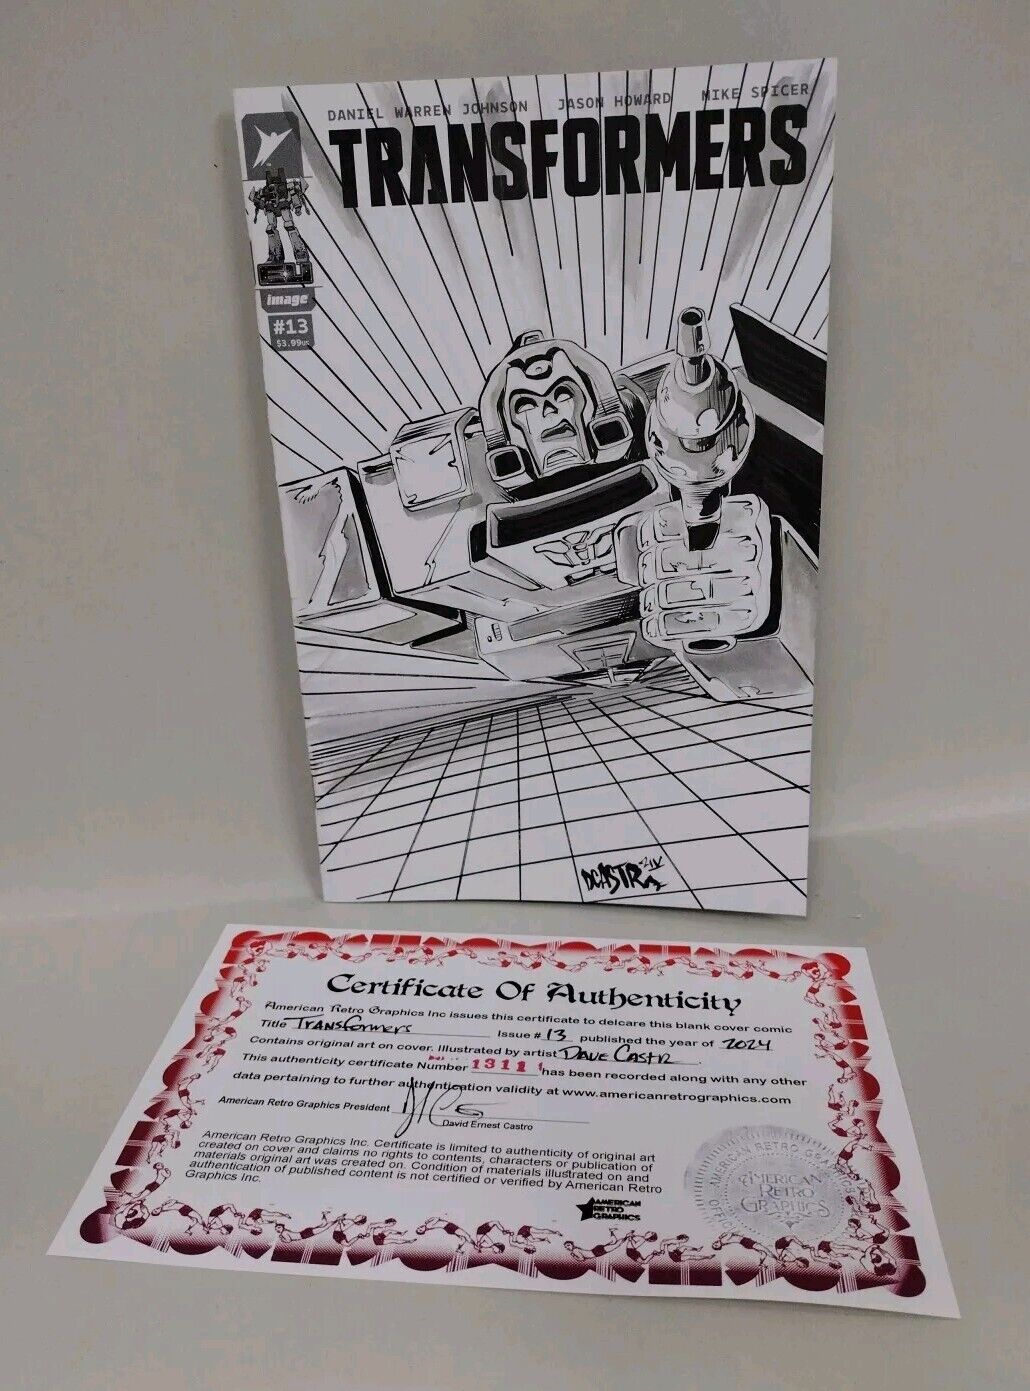 DANIEL WARREN JOHNSON JASON HOWARD MIKE SPICER
TRANSFORMERS
image
#13
$3.99US
DCASTR
Certificate Of Authenticity
American Retro Graphics Inc issues this certificate to delcare this blank cover comic
Title Transformers Issue # 13 published the year of 2024
Contains original art on cover. Illustrated by artist Dave Castr
This authenticity certificate Number 13111 has been recorded along with any other
data pertaining to further authentication validity at www.americanretrographics.com
American Retro Graphics President
David Ernest Castro
American Retro Graphics Inc. Certificate is limited to authenticity of original art
created on cover and claims no rights to contents, characters or publication of
materials original art was created on. Condition of materials illustrated on and
authentication of published content is not certified or verified by American Retro
Graphics Inc.
AMERICAN
RETRO
GRAPHICS
AMERICAN
RETRO
GRAPHICS